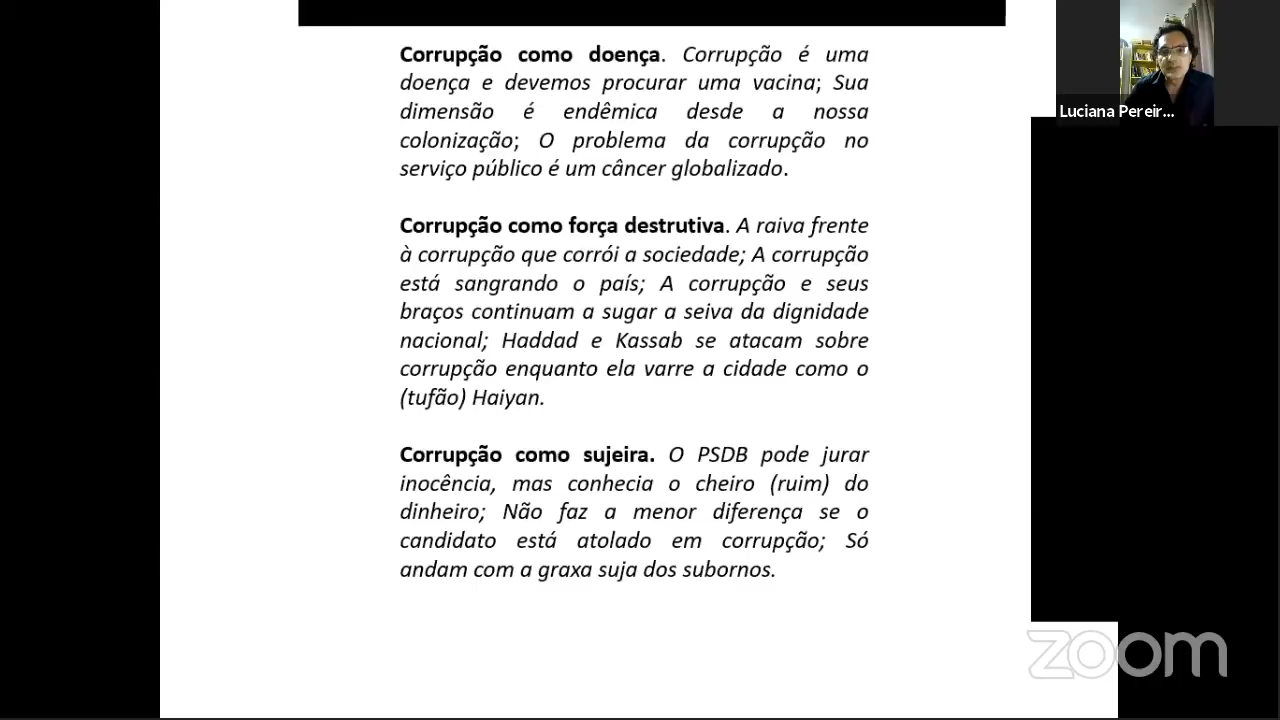 Corrupção como doença. Corrupção é uma
doença e devemos procurar uma vacina; Sua
dimensão é endêmica desde a nossa
colonização; O problema da corrupção no
serviço público é um câncer globalizado.
Corrupção como força destrutiva. A raiva frente
à corrupção que corrói a sociedade; A corrupção
está sangrando o país; A corrupção e seus
braços continuam a sugar a seiva da dignidade
nacional; Haddad e Kassab se atacam sobre
corrupção enquanto ela varre a cidade como o
(tufão) Haiyan.
Corrupção como sujeira. O PSDB pode jurar
inocência, mas conhecia o cheiro (ruim) do
dinheiro; Não faz a menor diferença se o
candidato está atolado em corrupção; Só
andam com a graxa suja dos subornos.
Luciana Pereir...
zoom